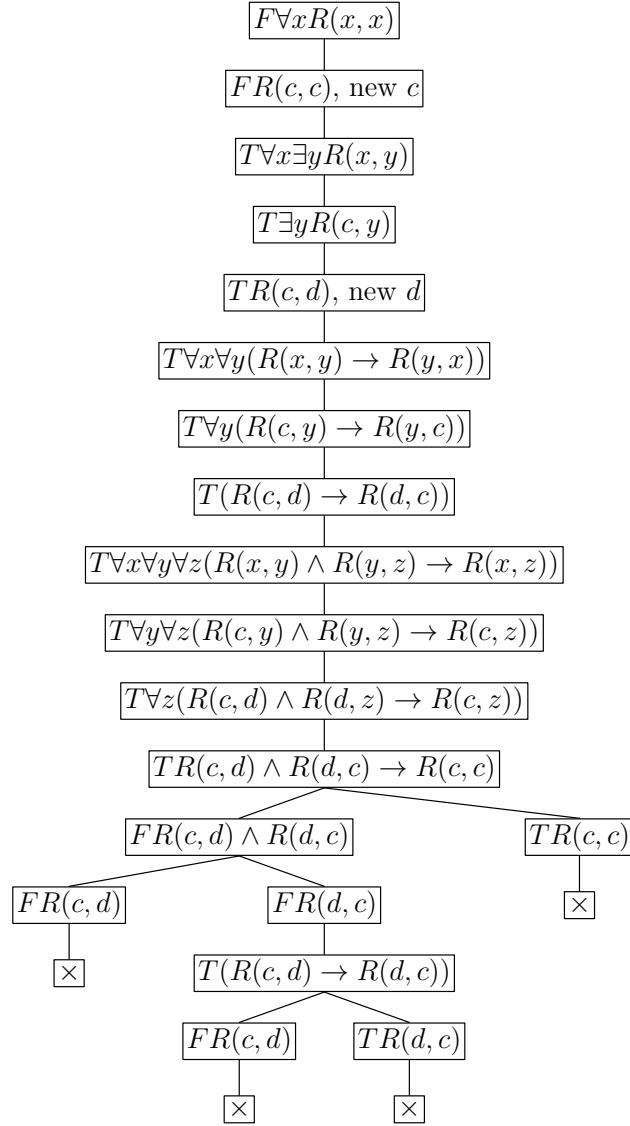 F∀xR(x, x)
FR(c, c), new c
T∀x∃yR(x, y)
T∃yR(c, y)
TR(c, d), new d
T∀x∀y(R(x, y) → R(y, x))
T∀y(R(c, y) → R(y, c))
T(R(c, d) → R(d, c))
T∀x∀y∀z(R(x, y) ∧ R(y, z) → R(x, z))
T∀y∀z(R(c, y) ∧ R(y, z) → R(c, z))
T∀z(R(c, d) ∧ R(d, z) → R(c, z))
TR(c, d) ∧ R(d, c) → R(c, c)
FR(c, d) ∧ R(d, c) TR(c, c)
FR(c, d) FR(d, c) ×
× T(R(c, d) → R(d, c))
FR(c, d) TR(d, c)
× ×